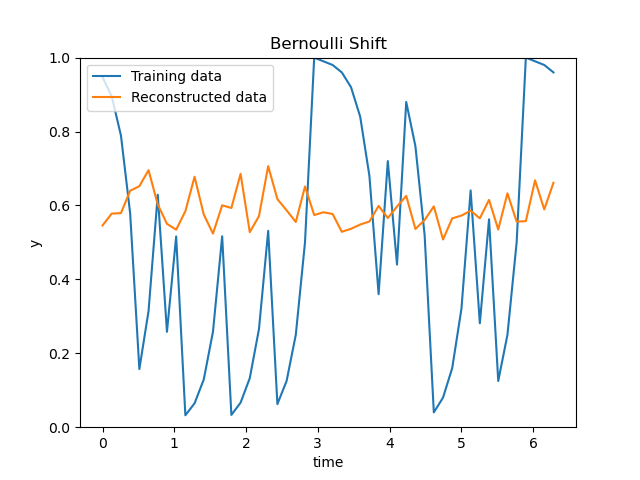 Bernoulli Shift
Training data
Reconstructed data
1.0
0.8
0.6
0.4
0.2
0.0
y
0 1 2 3 4 5 6
time